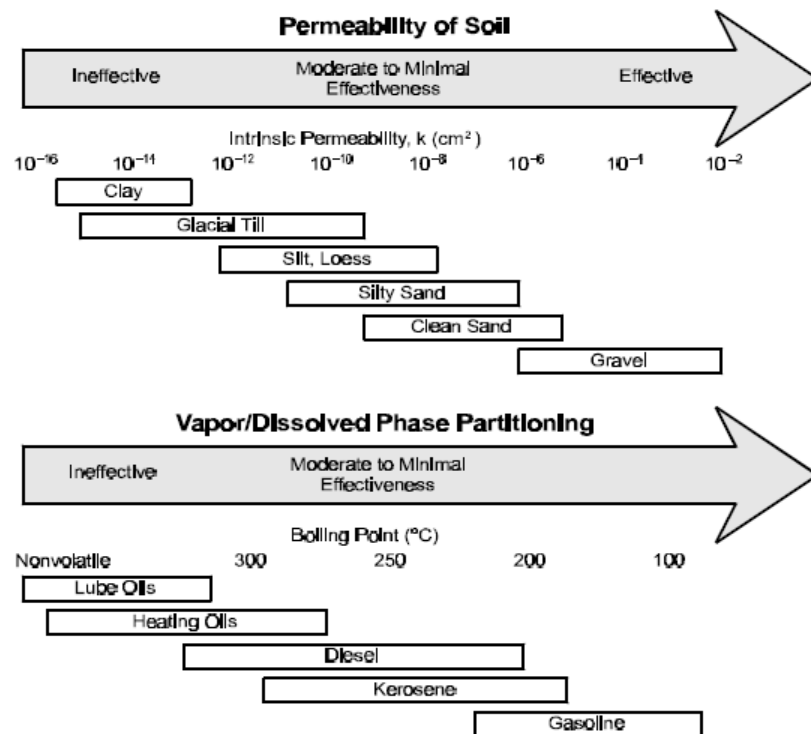 Permeability of Soil
Ineffective Moderate to Minimal Effective
Effectiveness
Intrinsic Permeability, k (cm²)
10⁻¹⁶ 10⁻¹⁴ 10⁻¹² 10⁻¹⁰ 10⁻⁸ 10⁻⁶ 10⁻⁴ 10⁻²
Clay
Glacial Till
Silt, Loess
Silty Sand
Clean Sand
Gravel
Vapor/Dissolved Phase Partitioning
Ineffective Moderate to Minimal
Effectiveness
Boiling Point (°C)
Nonvolatile 300 250 200 100
Lube Oils
Heating Oils
Diesel
Kerosene
Gasoline